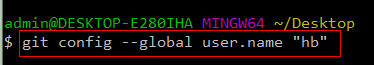 admin@DESKTOP-E280IHA MINGW64 ~/Desktop
$ git config --global user.name "hb"